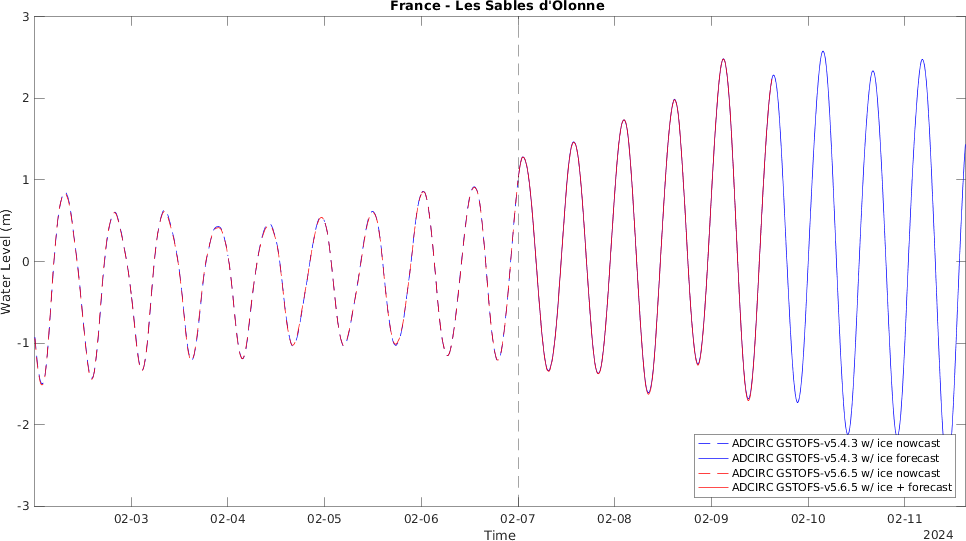 France - Les Sables d'Olonne
3
2
1
0
-1
-2
-3
Water Level (m)
02-03 02-04 02-05 02-06 02-07 02-08 02-09 02-10 02-11
Time
2024
ADCIRC GSTOFS-v5.4.3 w/ ice nowcast
ADCIRC GSTOFS-v5.4.3 w/ ice forecast
ADCIRC GSTOFS-v5.6.5 w/ ice nowcast
ADCIRC GSTOFS-v5.6.5 w/ ice + forecast